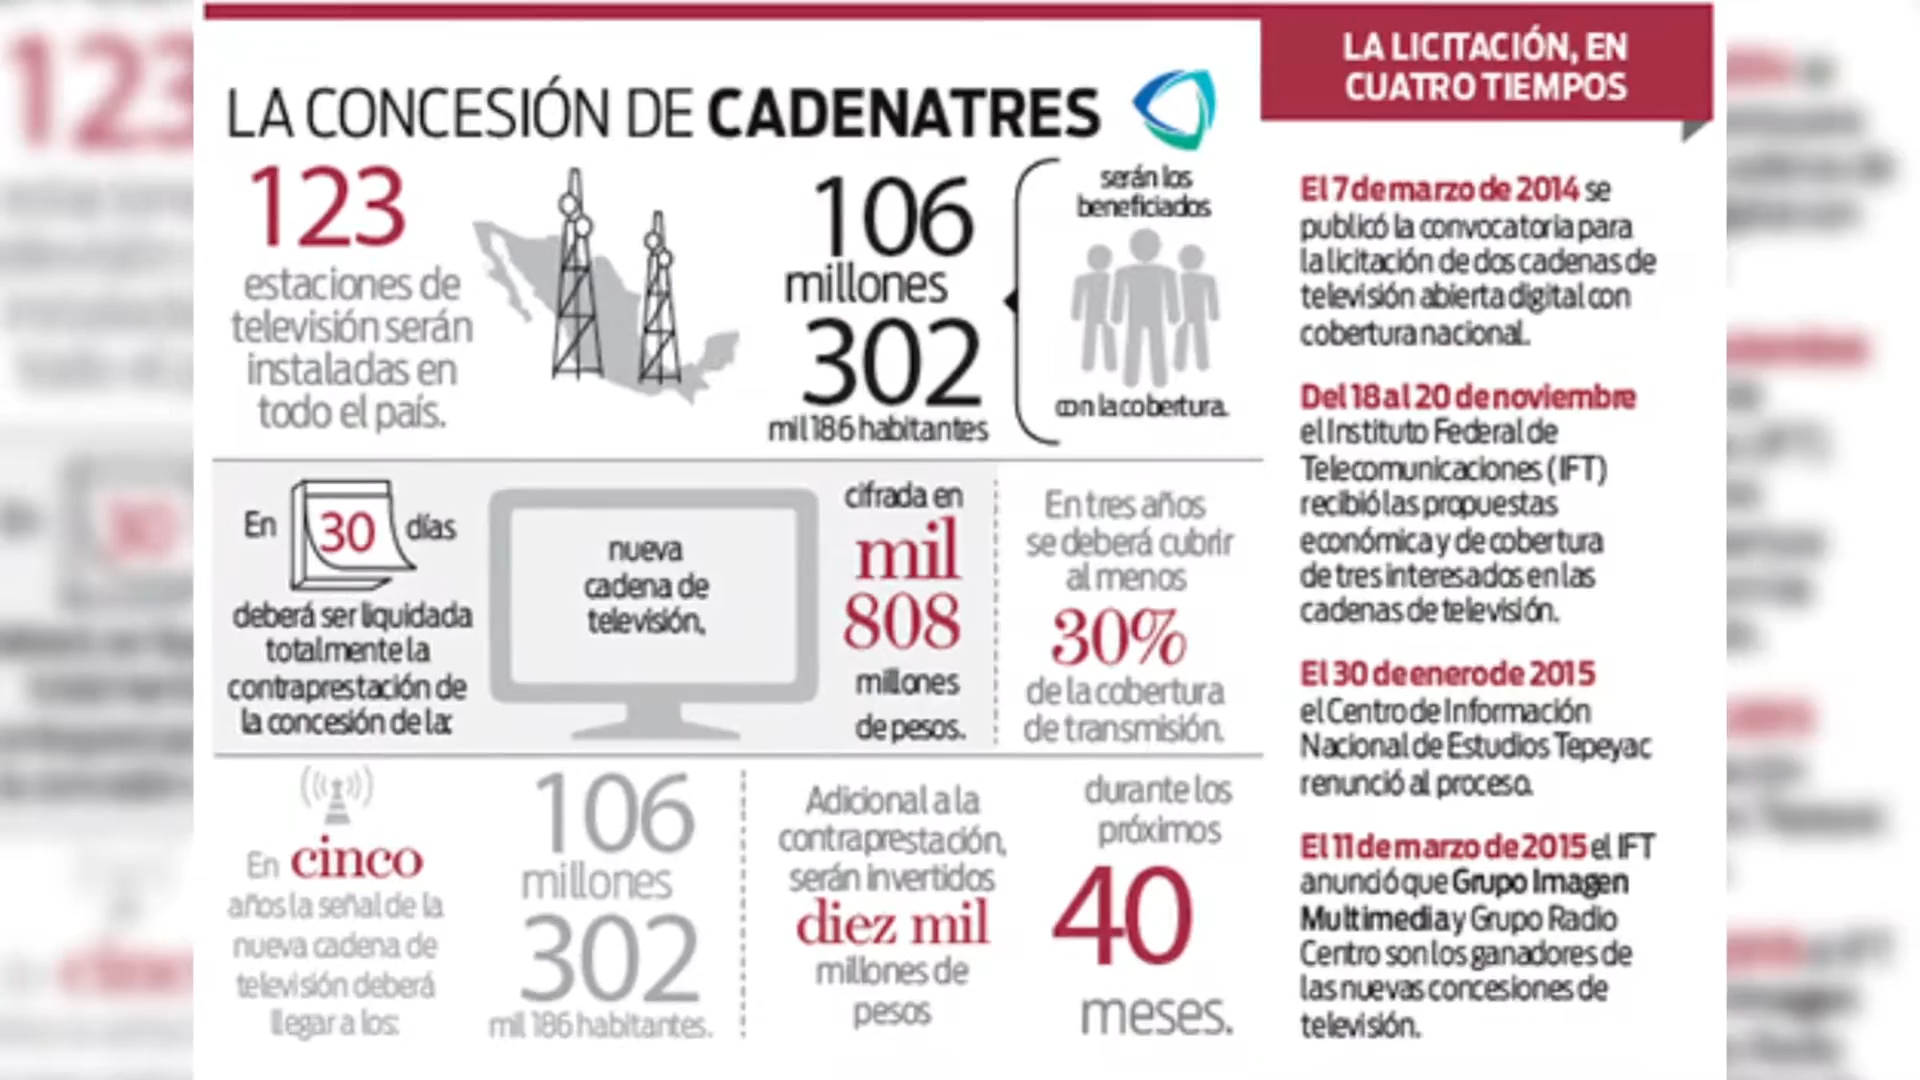 LA CONCESIÓN DE CADENATRES
123
estaciones de
televisión serán
instaladas en
todo el país.
106
millones
302
mil 186 habitantes
serán los
beneficiados
con la cobertura.
En 30 días
deberá ser liquidada
totalmente la
contraprestación de
la concesión de la:
nueva
cadena de
televisión,
cifrada en
mil
808
millones
de pesos.
En tres años
se deberá cubrir
al menos
30%
de la cobertura
de transmisión.
En cinco
años la señal de la
nueva cadena de
televisión deberá
llegar a los:
106
millones
302
mil 186 habitantes.
Adicional a la
contraprestación,
serán invertidos
diez mil
millones de
pesos
durante los
próximos
40
meses.
LA LICITACIÓN, EN
CUATRO TIEMPOS
El 7 de marzo de 2014 se
publicó la convocatoria para
la licitación de dos cadenas de
televisión abierta digital con
cobertura nacional.
Del 18 al 20 de noviembre
el Instituto Federal de
Telecomunicaciones (IFT)
recibió las propuestas
económica y de cobertura
de tres interesados en las
cadenas de televisión.
El 30 de enero de 2015
el Centro de Información
Nacional de Estudios Tepeyac
renunció al proceso.
El 11 de marzo de 2015 el IFT
anunció que Grupo Imagen
Multimedia y Grupo Radio
Centro son los ganadores de
las nuevas concesiones de
televisión.